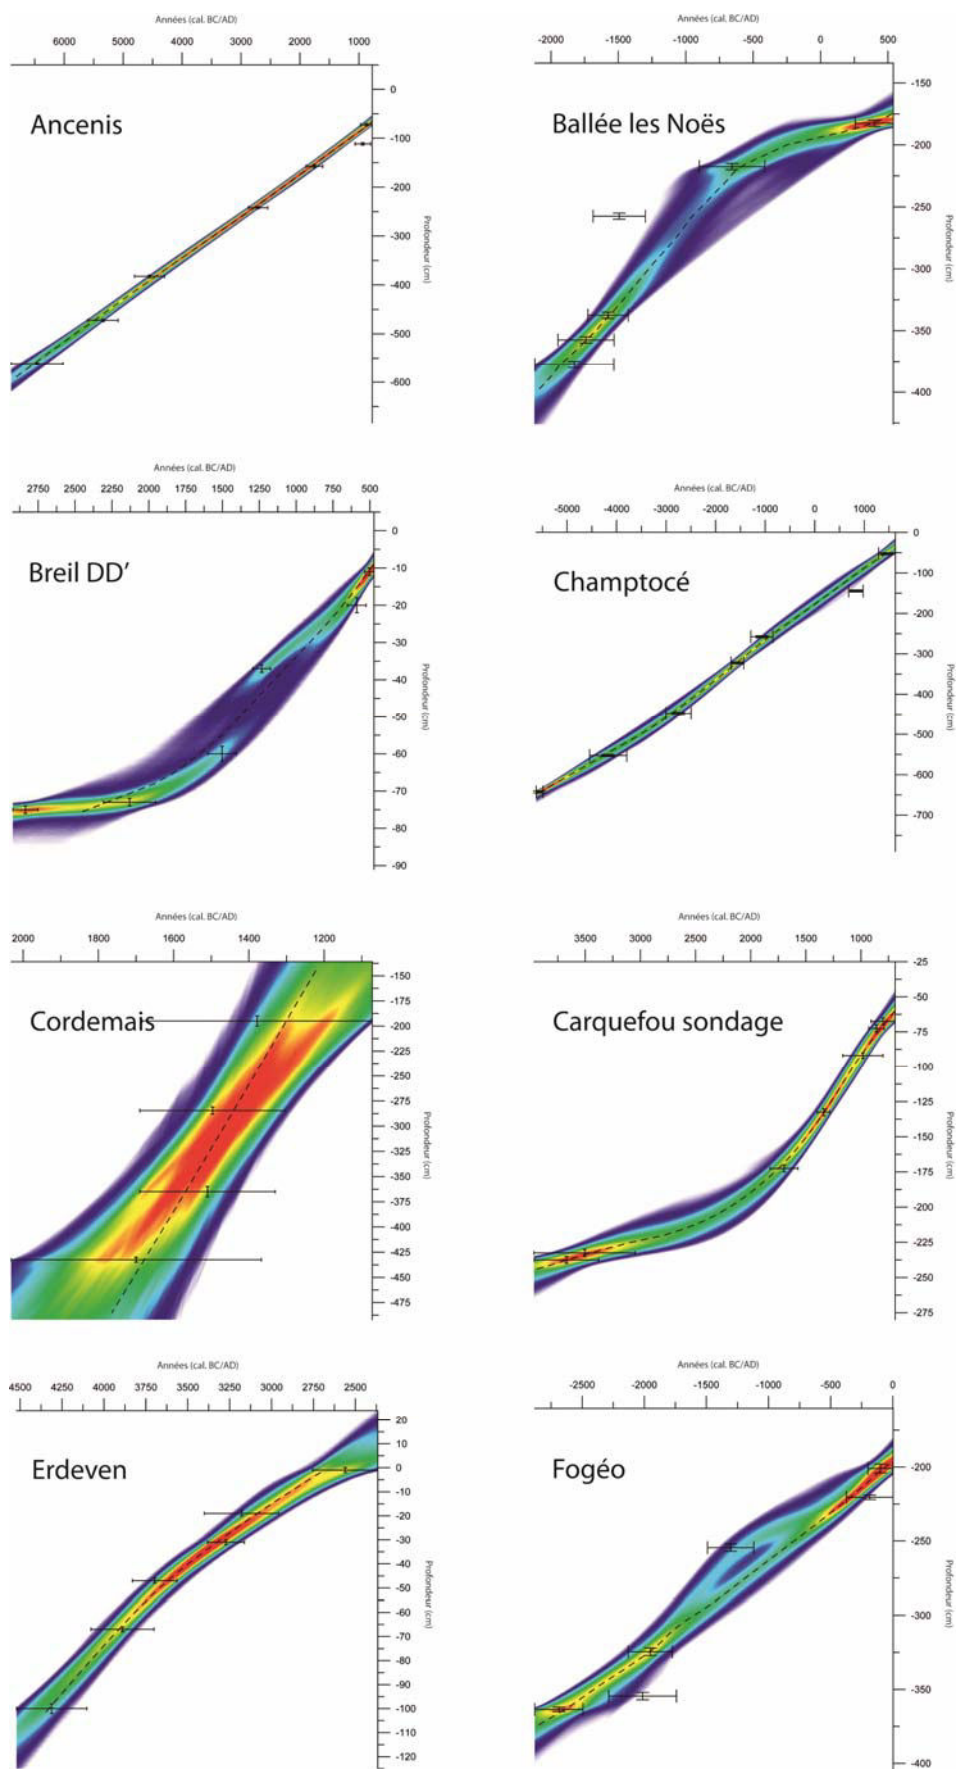 Années (cal. BC/AD)
6000 5000 4000 3000 2000 1000
Ancenis
0
-100
-200
-300
-400
-500
-600
Profondeur (cm)
Années (cal. BC/AD)
-2000 -1500 -1000 -500 0 500
Ballée les Noës
-150
-200
-250
-300
-350
-400
Profondeur (cm)
Années (cal. BC/AD)
2750 2500 2250 2000 1750 1500 1250 1000 750 500
Breil DD'
0
-10
-20
-30
-40
-50
-60
-70
-80
-90
Profondeur (cm)
Années (cal. BC/AD)
-5000 -4000 -3000 -2000 -1000 0 1000
Champtocé
0
-100
-200
-300
-400
-500
-600
-700
Profondeur (cm)
Années (cal. BC/AD)
2000 1800 1600 1400 1200
Cordemais
-150
-175
-200
-225
-250
-275
-300
-325
-350
-375
-400
-425
-450
-475
Profondeur (cm)
Années (cal. BC/AD)
3500 3000 2500 2000 1500 1000
Carquefou sondage
-25
-50
-75
-100
-125
-150
-175
-200
-225
-250
-275
Profondeur (cm)
Années (cal. BC/AD)
4500 4250 4000 3750 3500 3250 3000 2750 2500
Erdeven
20
10
0
-10
-20
-30
-40
-50
-60
-70
-80
-90
-100
-110
-120
Profondeur (cm)
Années (cal. BC/AD)
-2500 -2000 -1500 -1000 -500 0
Fogéo
-200
-250
-300
-350
-400
Profondeur (cm)